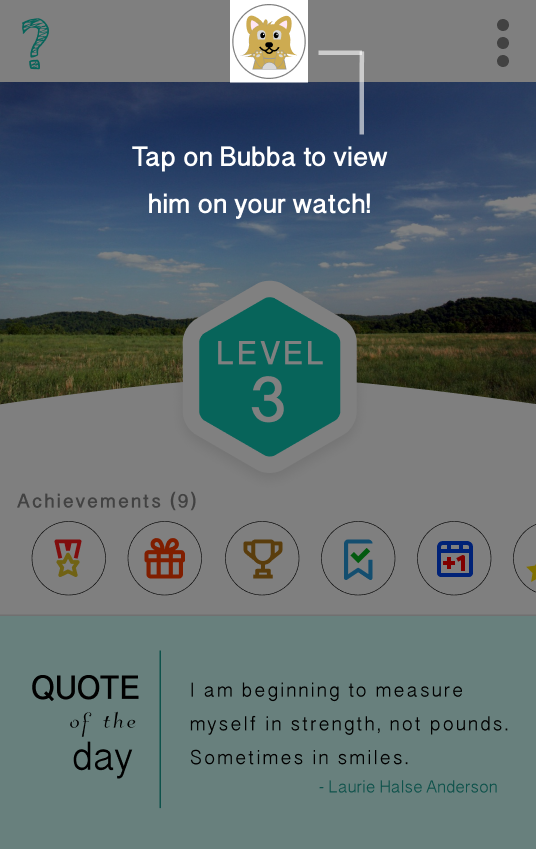 ?
Tap on Bubba to view
him on your watch!
LEVEL
3
Achievements (9)
+1
QUOTE
of the
day
I am beginning to measure
myself in strength, not pounds.
Sometimes in smiles.
- Laurie Halse Anderson